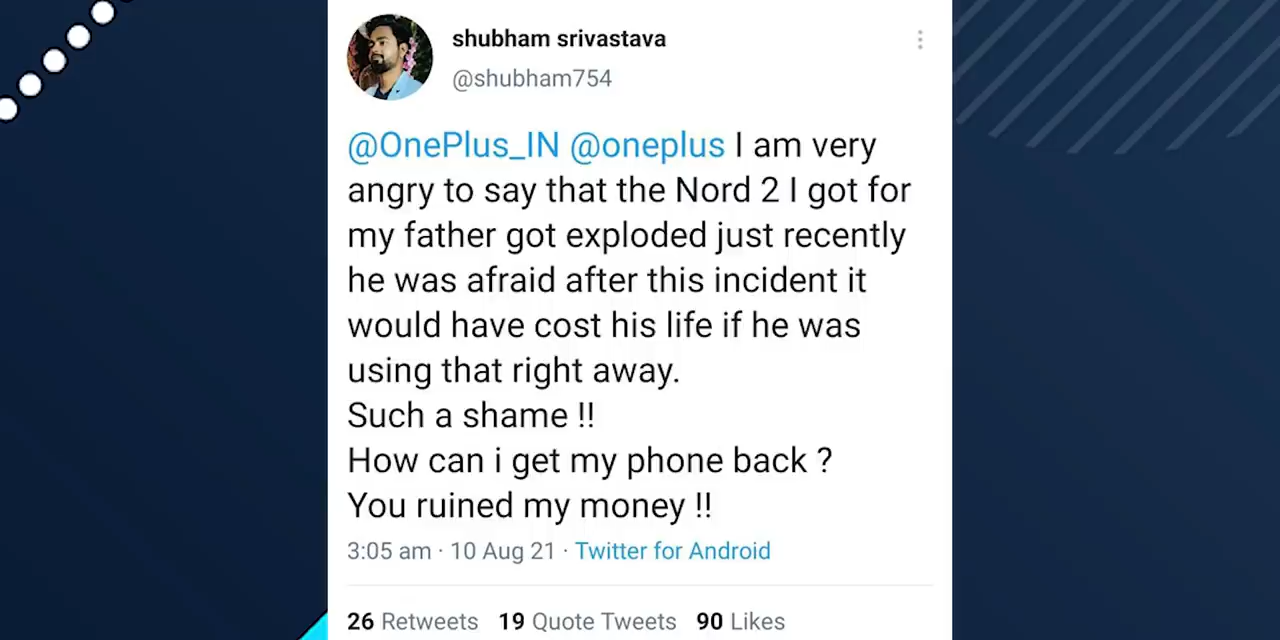 shubham srivastava
@shubham754
@OnePlus_IN @oneplus I am very
angry to say that the Nord 2 I got for
my father got exploded just recently
he was afraid after this incident it
would have cost his life if he was
using that right away.
Such a shame !!
How can i get my phone back ?
You ruined my money !!
3:05 am · 10 Aug 21 · Twitter for Android
26 Retweets 19 Quote Tweets 90 Likes